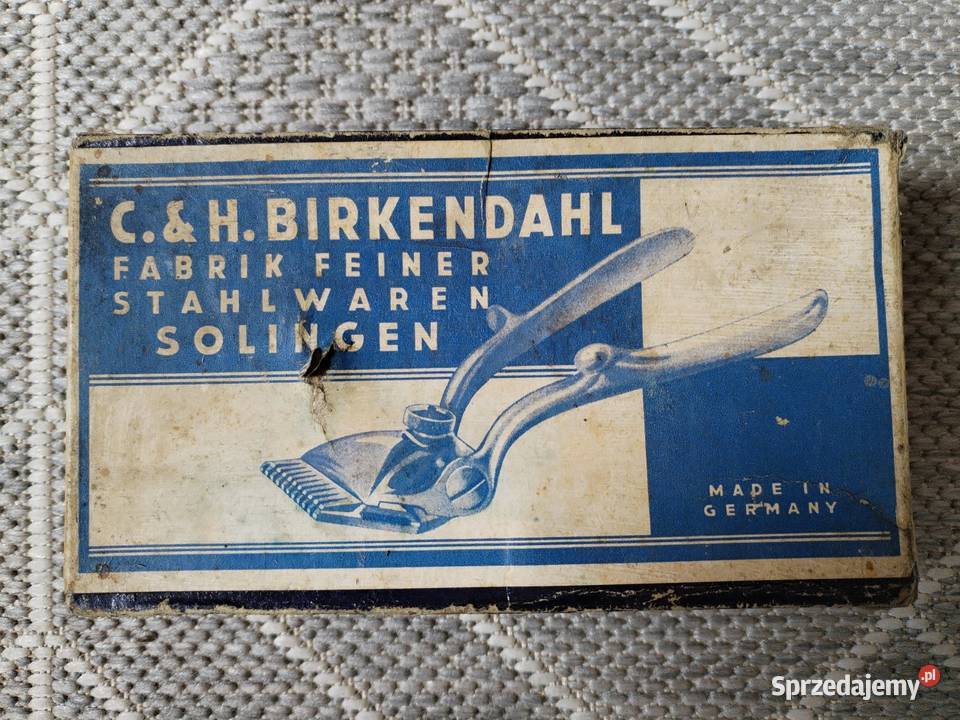 C. & H. BIRKENDAHL
FABRIK FEINER
STAHLWAREN
SOLINGEN
MADE IN
GERMANY
Sprzedajemy.pl